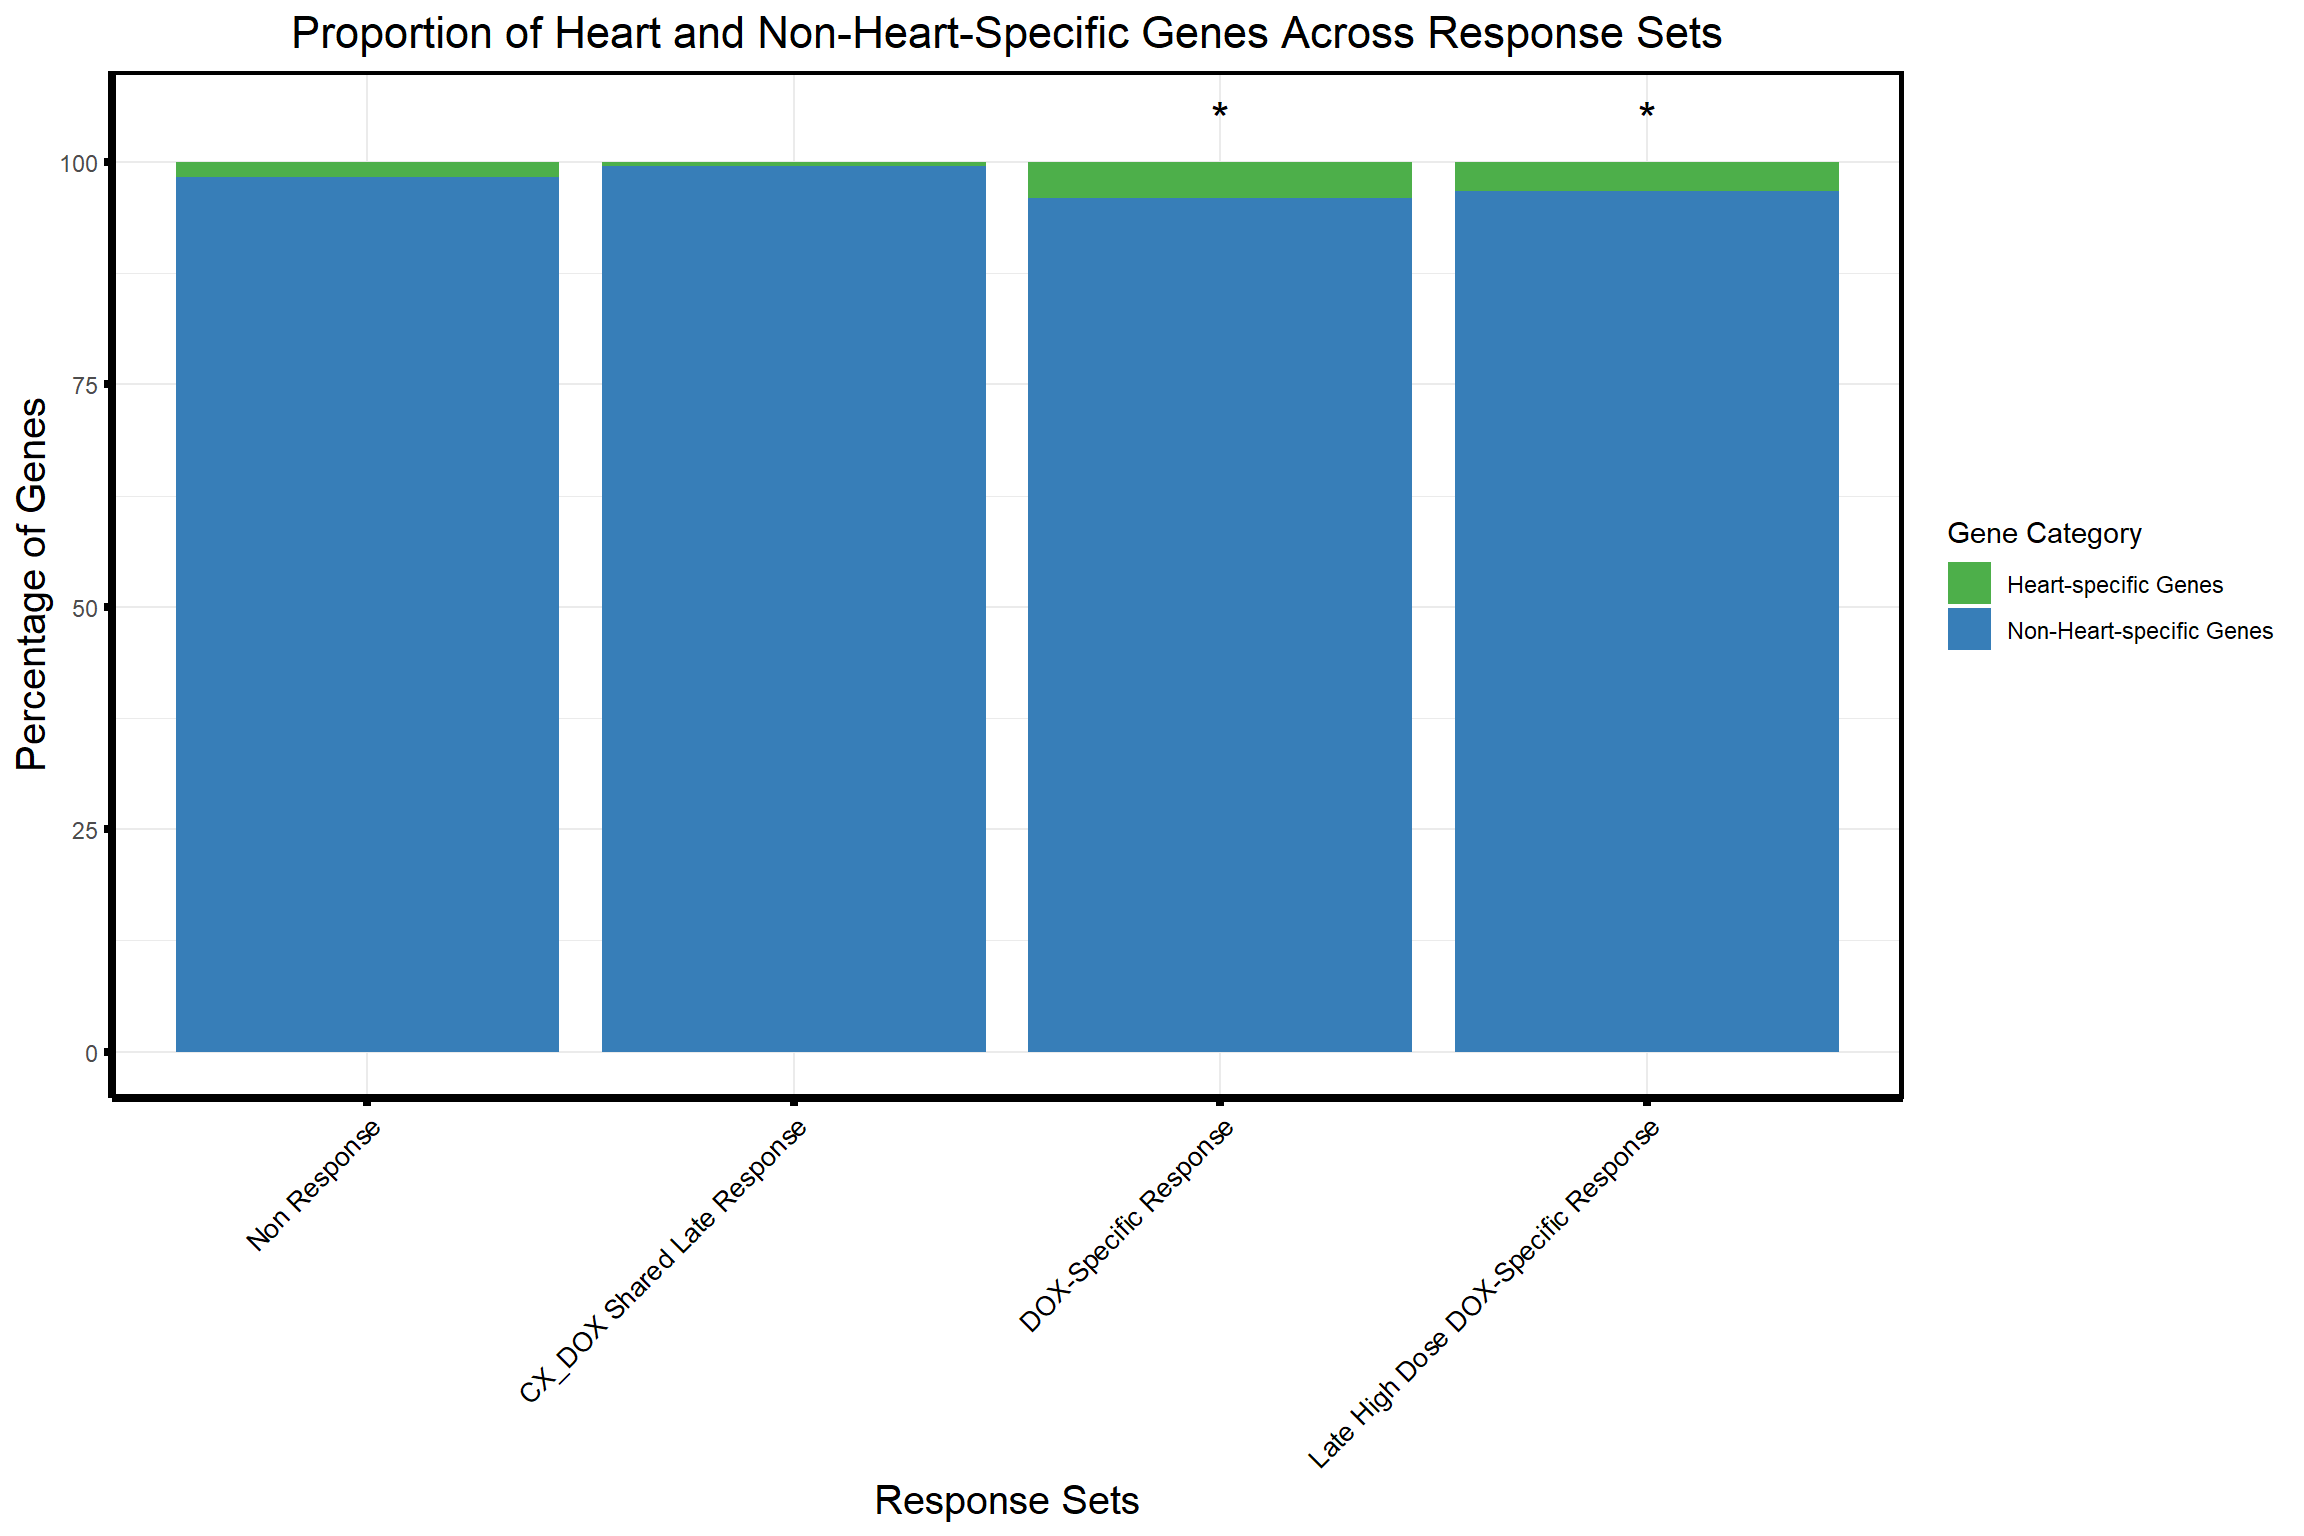 Proportion of Heart and Non-Heart-Specific Genes Across Response Sets
*
*
Percentage of Genes
100
75
50
25
0
Non Response
CX_DOX Shared Late Response
DOX-Specific Response
Late High Dose DOX-Specific Response
Response Sets
Gene Category
Heart-specific Genes
Non-Heart-specific Genes